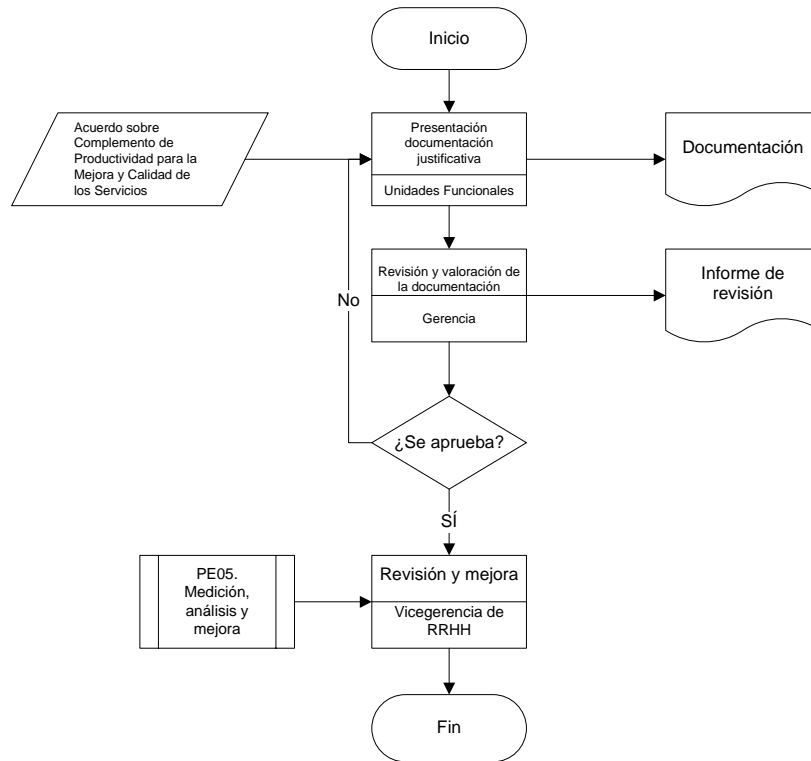 Inicio
Acuerdo sobre
Complemento de
Productividad para la
Mejora y Calidad de
los Servicios
Presentación
documentación
justificativa
Unidades Funcionales
Documentación
Revisión y valoración de
la documentación
Gerencia
Informe de
revisión
No
¿Se aprueba?
SÍ
PE05.
Medición,
análisis y
mejora
Revisión y mejora
Vicegerencia de
RRHH
Fin